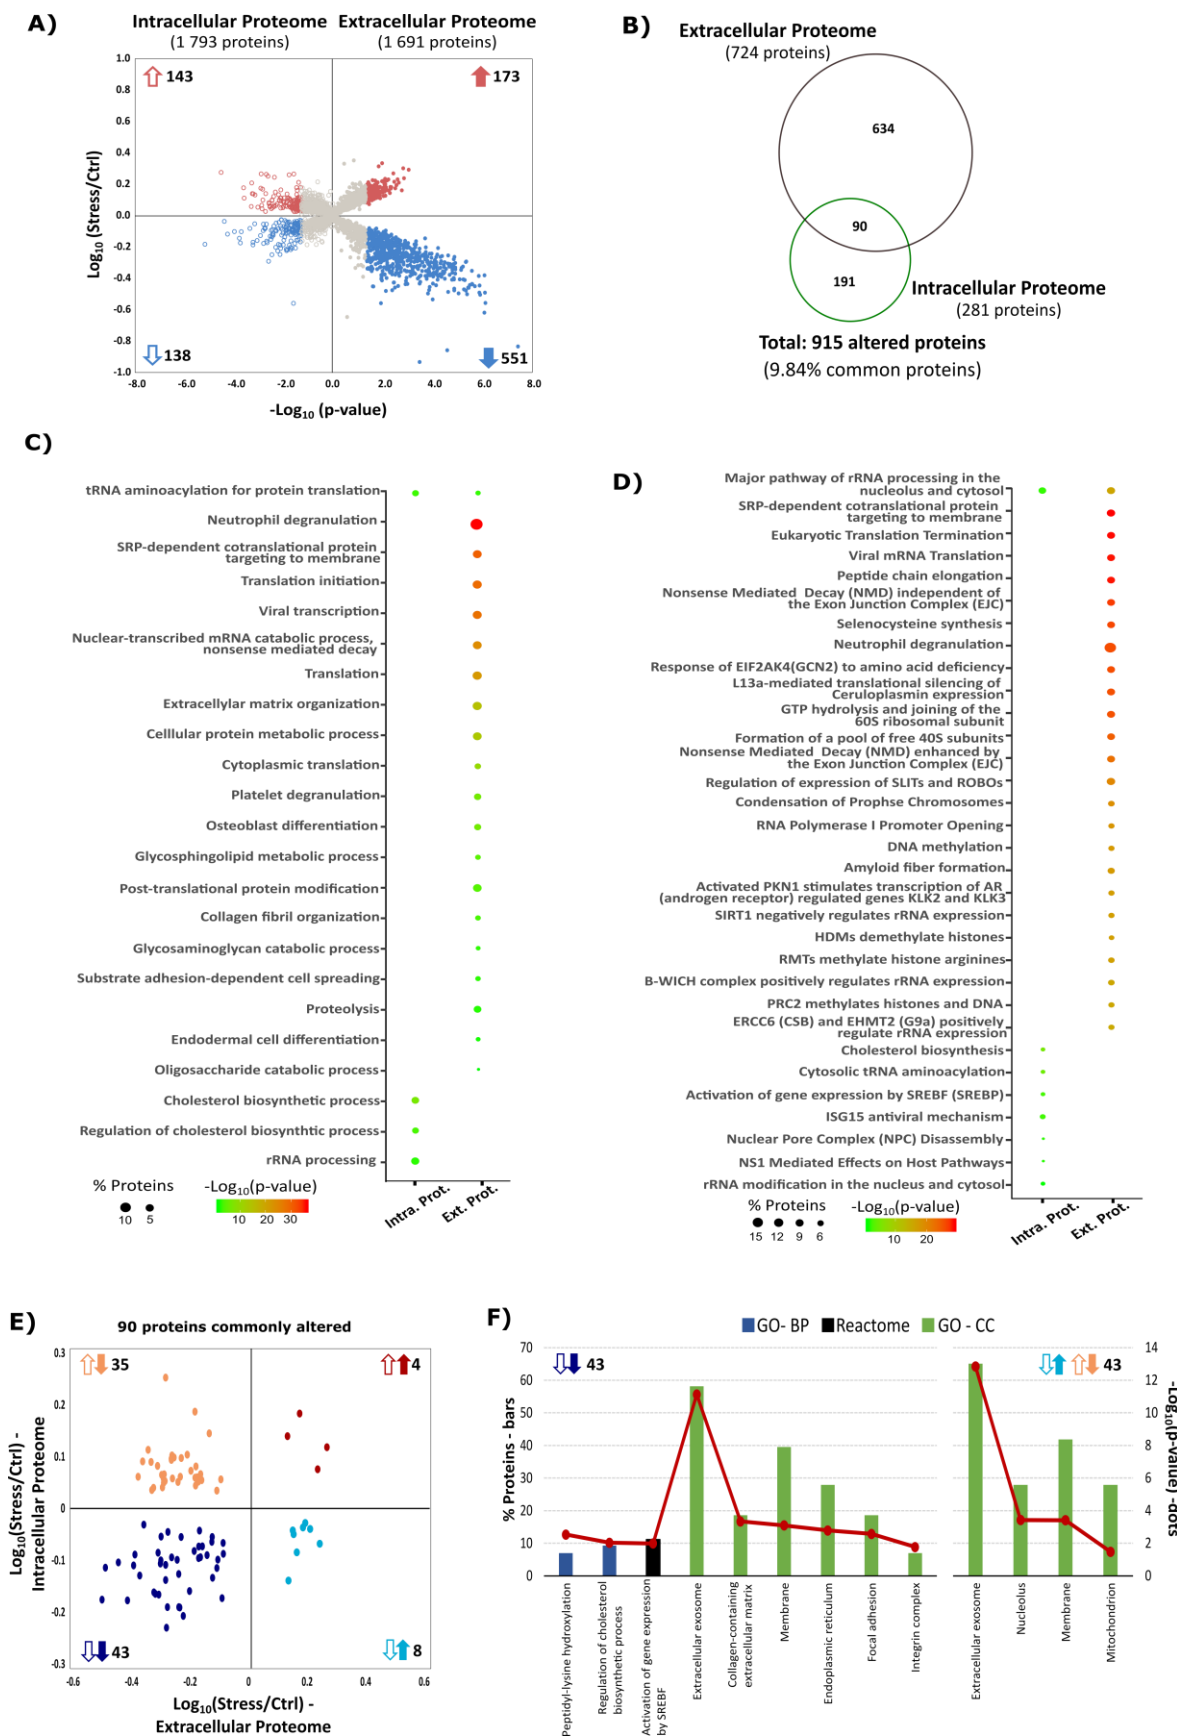 A)
Intracellular Proteome
(1 793 proteins)
Extracellular Proteome
(1 691 proteins)
1.0
0.8
0.6
0.4
0.2
0.0
-0.2
-0.4
-0.6
-0.8
-1.0
Log10 (Stress/Ctrl)
143
173
138
551
-8.0 -6.0 -4.0 -2.0 0.0 2.0 4.0 6.0 8.0
-Log10 (p-value)
B)
Extracellular Proteome
(724 proteins)
634
90
191
Intracellular Proteome
(281 proteins)
Total: 915 altered proteins
(9.84% common proteins)
C)
tRNA aminoacylation for protein translation
Neutrophil degranulation
SRP-dependent cotranslational protein
targeting to membrane
Translation initiation
Viral transcription
Nuclear-transcribed mRNA catabolic process,
nonsense mediated decay
Translation
Extracellylar matrix organization
Celllular protein metabolic process
Cytoplasmic translation
Platelet degranulation
Osteoblast differentiation
Glycosphingolipid metabolic process
Post-translational protein modification
Collagen fibril organization
Glycosaminoglycan catabolic process
Substrate adhesion-dependent cell spreading
Proteolysis
Endodermal cell differentiation
Oligosaccharide catabolic process
Cholesterol biosynthetic process
Regulation of cholesterol biosynthtic process
rRNA processing
% Proteins
10 5
-Log10(p-value)
10 20 30
Intra. Prot.
Ext. Prot.
D)
Major pathway of rRNA processing in the
nucleolus and cytosol
SRP-dependent cotranslational protein
targeting to membrane
Eukaryotic Translation Termination
Viral mRNA Translation
Peptide chain elongation
Nonsense Mediated Decay (NMD) independent of
the Exon Junction Complex (EJC)
Selenocysteine synthesis
Neutrophil degranulation
Response of EIF2AK4(GCN2) to amino acid deficiency
L13a-mediated translational silencing of
Ceruloplasmin expression
GTP hydrolysis and joining of the
60S ribosomal subunit
Formation of a pool of free 40S subunits
Nonsense Mediated Decay (NMD) enhanced by
the Exon Junction Complex (EJC)
Regulation of expression of SLITs and ROBOs
Condensation of Prophse Chromosomes
RNA Polymerase I Promoter Opening
DNA methylation
Amyloid fiber formation
Activated PKN1 stimulates transcription of AR
(androgen receptor) regulated genes KLK2 and KLK3
SIRT1 negatively regulates rRNA expression
HDMs demethylate histones
RMTs methylate histone arginines
B-WICH complex positively regulates rRNA expression
PRC2 methylates histones and DNA
ERCC6 (CSB) and EHMT2 (G9a) positively
regulate rRNA expression
Cholesterol biosynthesis
Cytosolic tRNA aminoacylation
Activation of gene expression by SREBF (SREBP)
ISG15 antiviral mechanism
Nuclear Pore Complex (NPC) Disassembly
NS1 Mediated Effects on Host Pathways
rRNA modification in the nucleus and cytosol
% Proteins
15 12 9 6
-Log10(p-value)
10 20
Intra. Prot.
Ext. Prot.
E)
90 proteins commonly altered
0.3
0.2
0.1
0
-0.1
-0.2
-0.3
Log10(Stress/Ctrl) -
Intracellular Proteome
35
4
43
8
-0.6 -0.4 -0.2 0 0.2 0.4 0.6
Log10(Stress/Ctrl) -
Extracellular Proteome
F)
GO- BP Reactome GO - CC
70
60
50
40
30
20
10
0
% Proteins - bars
43
43
14
12
10
8
6
4
2
0
-Log10(p-value) -dots
Peptidyl-lysine hydroxylation
Regulation of cholesterol
biosynthetic process
Activation of gene expression
by SREBF
Extracellular exosome
Collagen-containing
extracellular matrix
Membrane
Endoplasmic reticulum
Focal adhesion
Integrin complex
Extracellular exosome
Nucleolus
Membrane
Mitochondrion